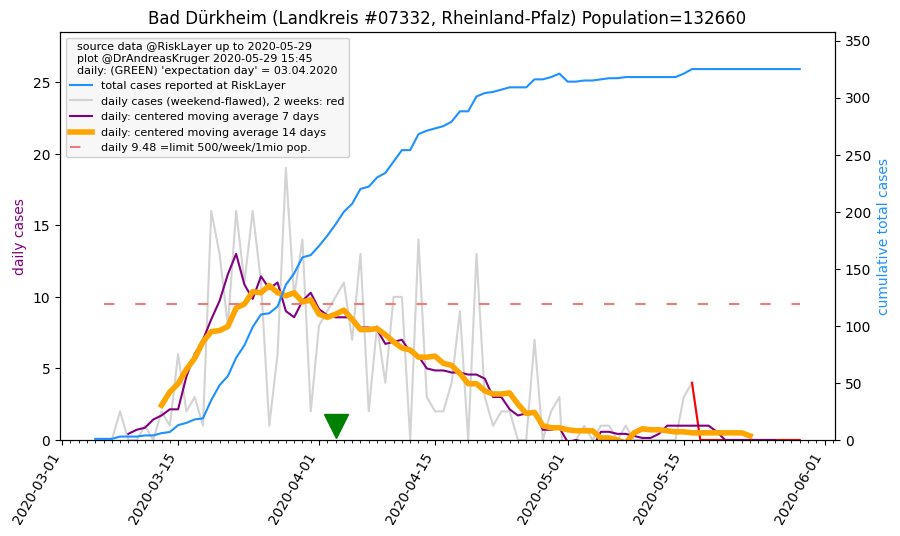 Bad Dürkheim (Landkreis #07332, Rheinland-Pfalz) Population=132660
source data @RiskLayer up to 2020-05-29
plot @DrAndreasKruger 2020-05-29 15:45
daily: (GREEN) 'expectation day' = 03.04.2020
total cases reported at RiskLayer
daily cases (weekend-flawed), 2 weeks: red
daily: centered moving average 7 days
daily: centered moving average 14 days
daily 9.48 =limit 500/week/1mio pop.
daily cases
25
20
15
10
5
0
cumulative total cases
350
300
250
200
150
100
50
0
2020-03-01
2020-03-15
2020-04-01
2020-04-15
2020-05-01
2020-05-15
2020-06-01